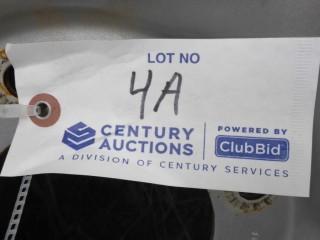 LOT NO
4A
CENTURY AUCTIONS
POWERED BY
ClubBid
A DIVISION OF CENTURY SERVICES